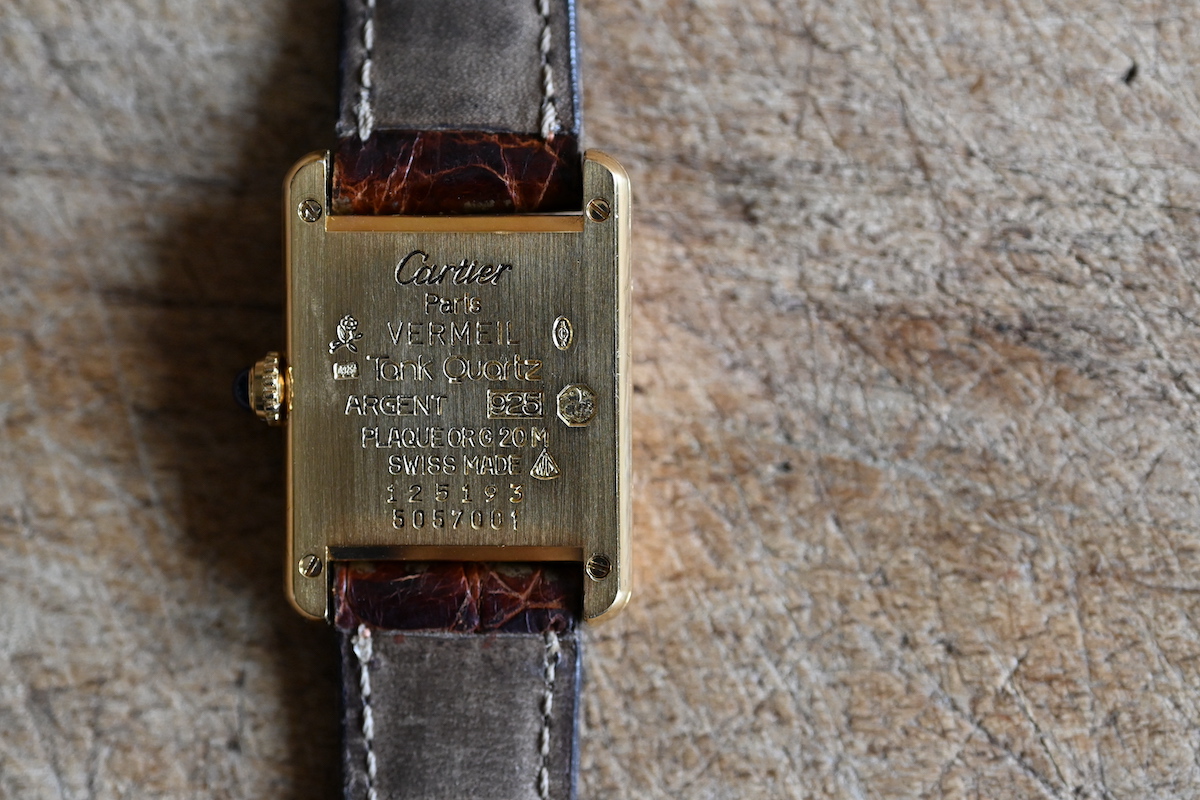 Cartier
Paris
VERMEIL
Tank Quartz
ARGENT 925
PLAQUE OR G 20 M
SWISS MADE
125193
5057001